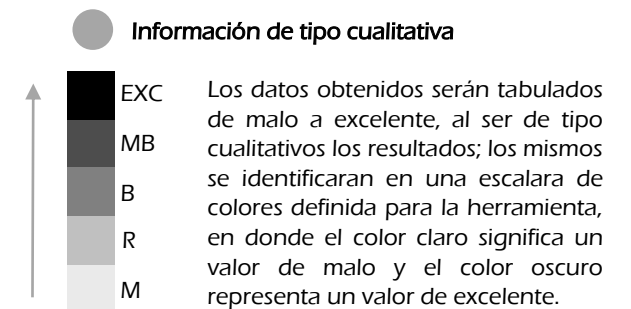 Información de tipo cualitativa
EXC
MB
B
R
M
Los datos obtenidos serán tabulados
de malo a excelente, al ser de tipo
cualitativos los resultados; los mismos
se identificaran en una escalara de
colores definida para la herramienta,
en donde el color claro significa un
valor de malo y el color oscuro
representa un valor de excelente.